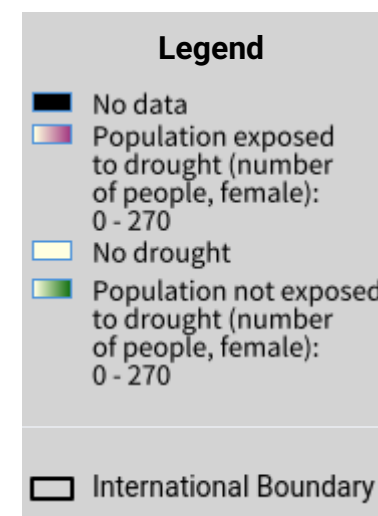 Legend
No data
Population exposed
to drought (number
of people, female):
0 - 270
No drought
Population not exposed
to drought (number
of people, female):
0 - 270
International Boundary